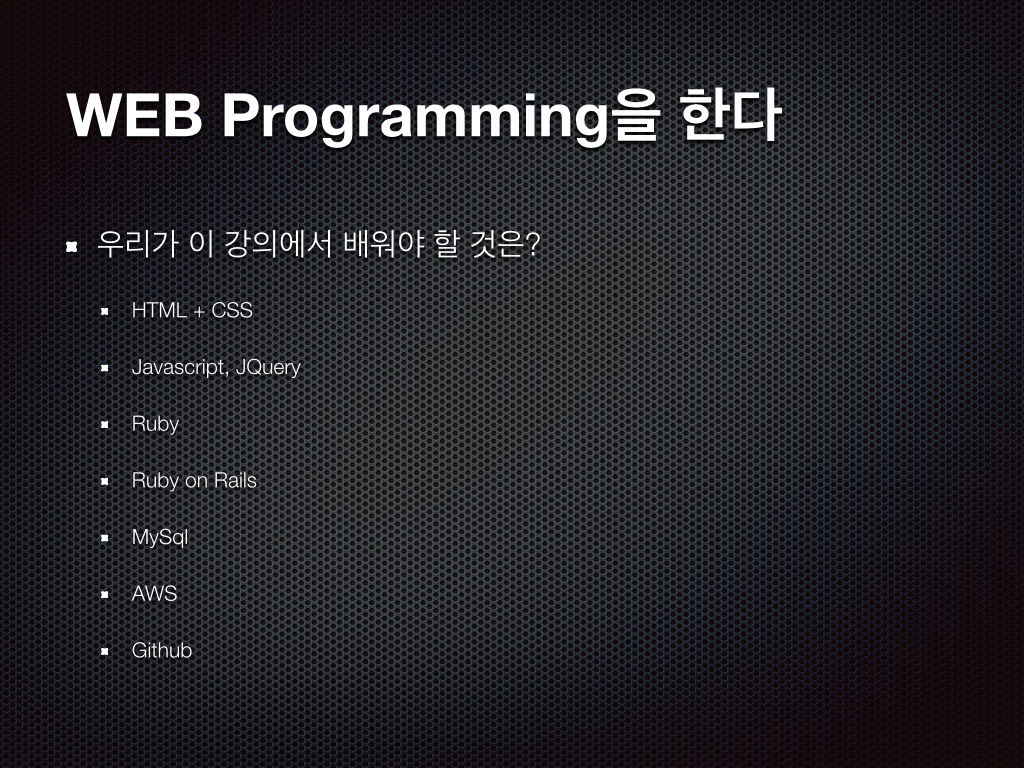 WEB Programming을 한다
우리가 이 강의에서 배워야 할 것은?
HTML + CSS
Javascript, JQuery
Ruby
Ruby on Rails
MySql
AWS
Github